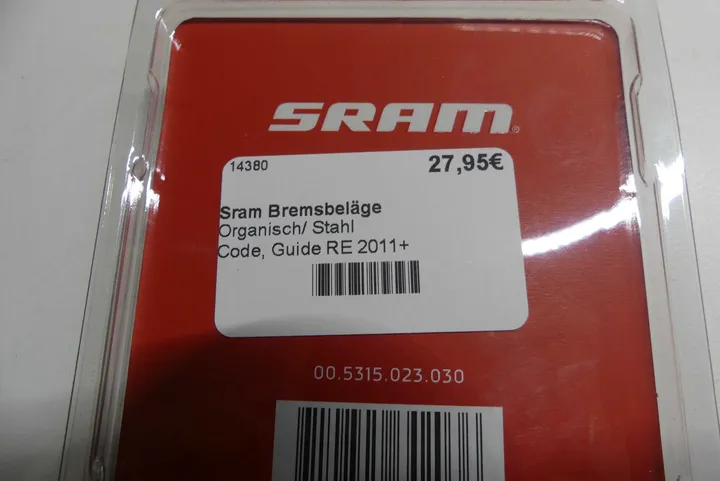 SRAM®
14380 27,95€
Sram Bremsbeläge
Organisch/ Stahl
Code, Guide RE 2011+
00.5315.023.030